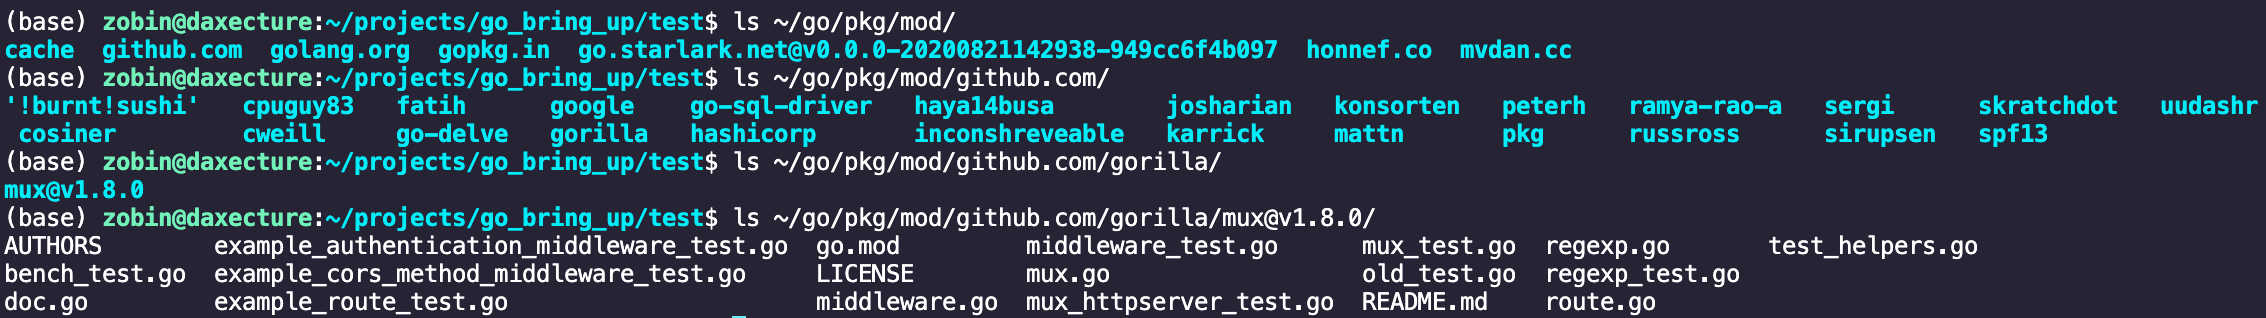 (base) zobin@daxecture:~/projects/go_bring_up/test$ ls ~/go/pkg/mod/
cache  github.com  golang.org  gopkg.in  go.starlark.net@v0.0.0-20200821142938-949cc6f4b097  honnef.co  mvdan.cc
(base) zobin@daxecture:~/projects/go_bring_up/test$ ls ~/go/pkg/mod/github.com/
'!burnt!sushi'   cpuguy83   fatih      google    go-sql-driver   haya14busa        josharian   konsorten   peterh   ramya-rao-a   sergi      skratchdot   uudashr
 cosiner         cweill     go-delve   gorilla   hashicorp       inconshreveable   karrick     mattn       pkg      russross      sirupsen   spf13
(base) zobin@daxecture:~/projects/go_bring_up/test$ ls ~/go/pkg/mod/github.com/gorilla/
mux@v1.8.0
(base) zobin@daxecture:~/projects/go_bring_up/test$ ls ~/go/pkg/mod/github.com/gorilla/mux@v1.8.0/
AUTHORS        example_authentication_middleware_test.go  go.mod         middleware_test.go      mux_test.go  regexp.go       test_helpers.go
bench_test.go  example_cors_method_middleware_test.go     LICENSE        mux.go                  old_test.go  regexp_test.go
doc.go         example_route_test.go                      middleware.go  mux_httpserver_test.go  README.md    route.go